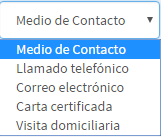 Medio de Contacto
Medio de Contacto
Llamado telefónico
Correo electrónico
Carta certificada
Visita domiciliaria